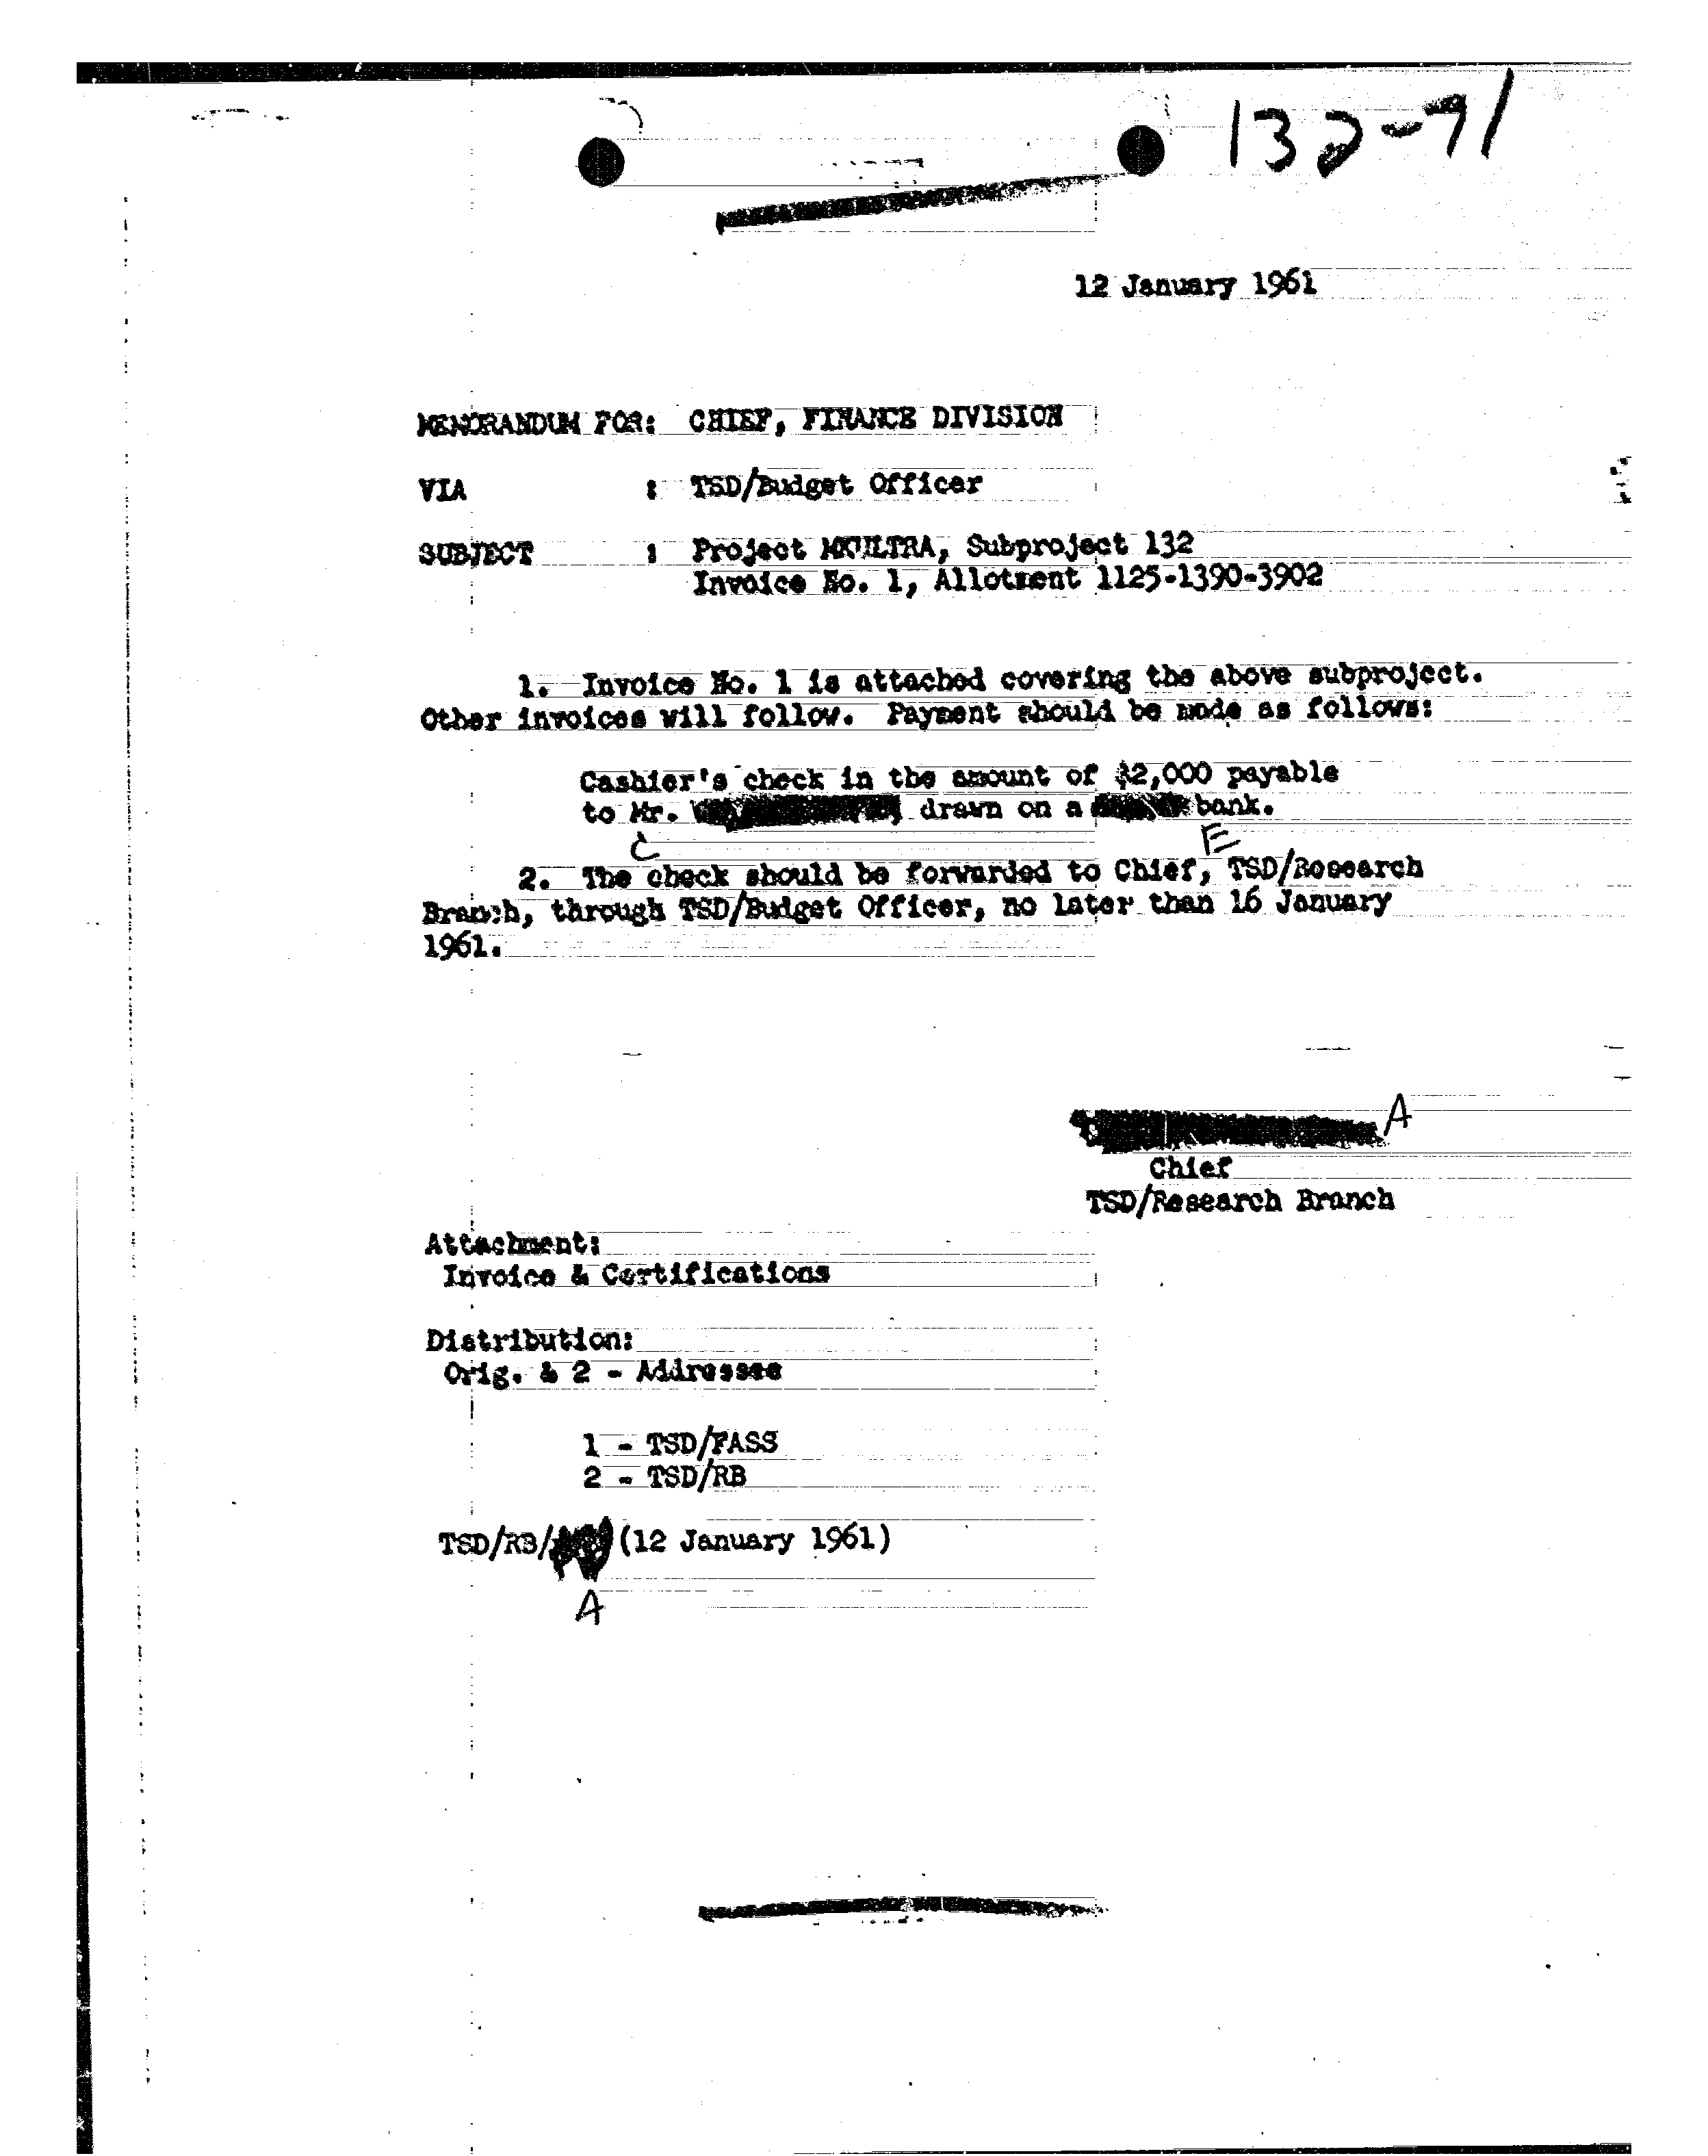 132-71
12 January 1961
MEMORANDUM FOR: CHIEF, FINANCE DIVISION
VIA : TSD/Budget Officer
SUBJECT : Project MKULTRA, Subproject 132
Invoice No. 1, Allotment 1125-1390-3902
1. Invoice No. 1 is attached covering the above subproject.
Other invoices will follow. Payment should be made as follows:
Cashier's check in the amount of $2,000 payable
to Mr. drawn on a bank.
C E
2. The check should be forwarded to Chief, TSD/Research
Branch, through TSD/Budget Officer, no later than 16 January
1961.
A
Chief
TSD/Research Branch
Attachment:
Invoice & Certifications
Distribution:
Orig. & 2 - Addressee
1 - TSD/FASS
2 - TSD/RB
TSD/RB/ (12 January 1961)
A